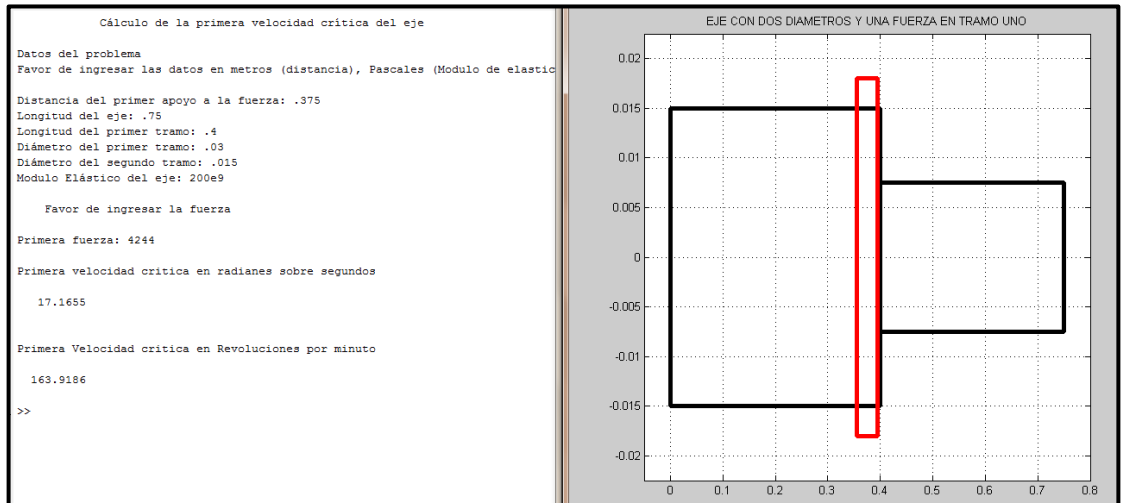 Cálculo de la primera velocidad crítica del eje
Datos del problema
Favor de ingresar las datos en metros (distancia), Pascales (Modulo de elastic
Distancia del primer apoyo a la fuerza: .375
Longitud del eje: .75
Longitud del primer tramo: .4
Diámetro del primer tramo: .03
Diámetro del segundo tramo: .015
Modulo Elástico del eje: 200e9
Favor de ingresar la fuerza
Primera fuerza: 4244
Primera velocidad critica en radianes sobre segundos
17.1655
Primera Velocidad critica en Revoluciones por minuto
163.9186
>>
EJE CON DOS DIAMETROS Y UNA FUERZA EN TRAMO UNO
0.02
0.015
0.01
0.005
0
-0.005
-0.01
-0.015
-0.02
0 0.1 0.2 0.3 0.4 0.5 0.6 0.7 0.8